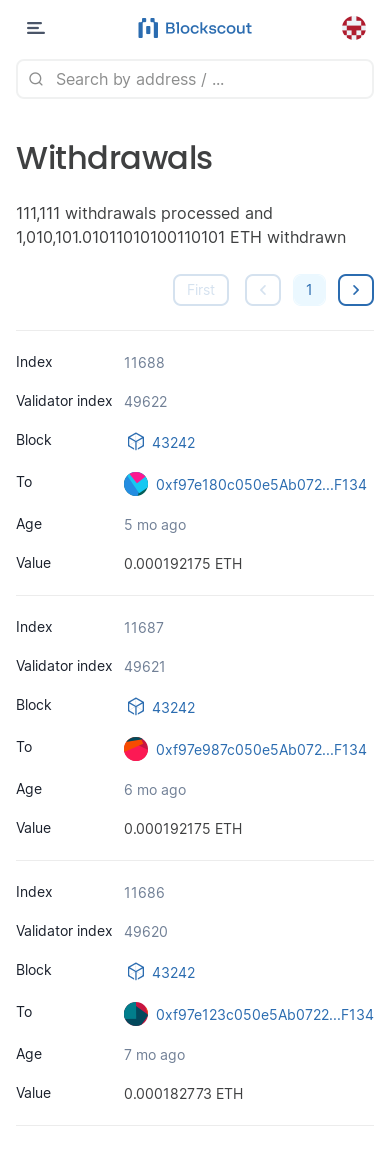 Blockscout
Search by address / ...
Withdrawals
111,111 withdrawals processed and
1,010,101.01011010100110101 ETH withdrawn
First 1
Index 11688
Validator index 49622
Block 43242
To 0xf97e180c050e5Ab072...F134
Age 5 mo ago
Value 0.000192175 ETH
Index 11687
Validator index 49621
Block 43242
To 0xf97e987c050e5Ab072...F134
Age 6 mo ago
Value 0.000192175 ETH
Index 11686
Validator index 49620
Block 43242
To 0xf97e123c050e5Ab0722...F134
Age 7 mo ago
Value 0.000182773 ETH